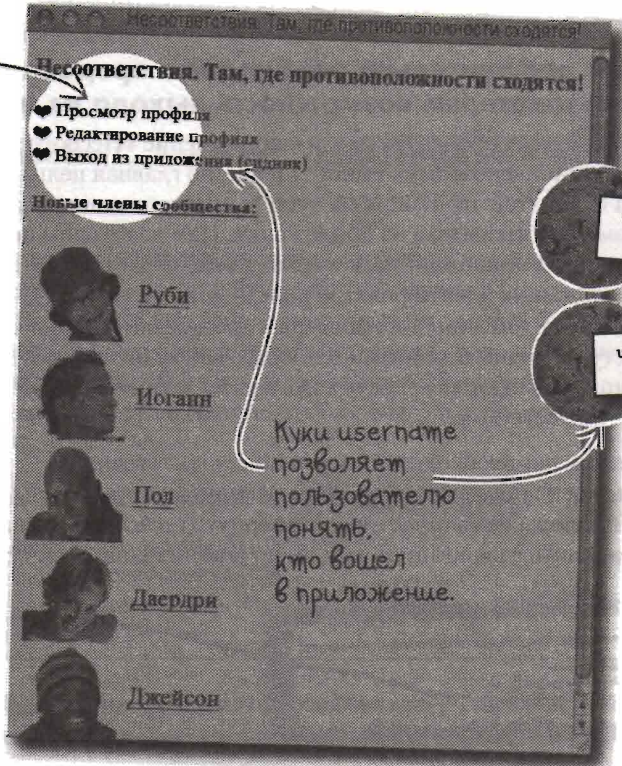 Несоответствия. Там, где противоположности сходятся!
Несоответствия. Там, где противоположности сходятся!
Просмотр профиля
Редактирование профиля
Выход из приложения (сидник)
Новые члены сообщества:
Руби
Иоганн
Пол
Даердри
Джейсон
Куки username
позволяет
пользователю
понять,
кто вошел
в приложение.